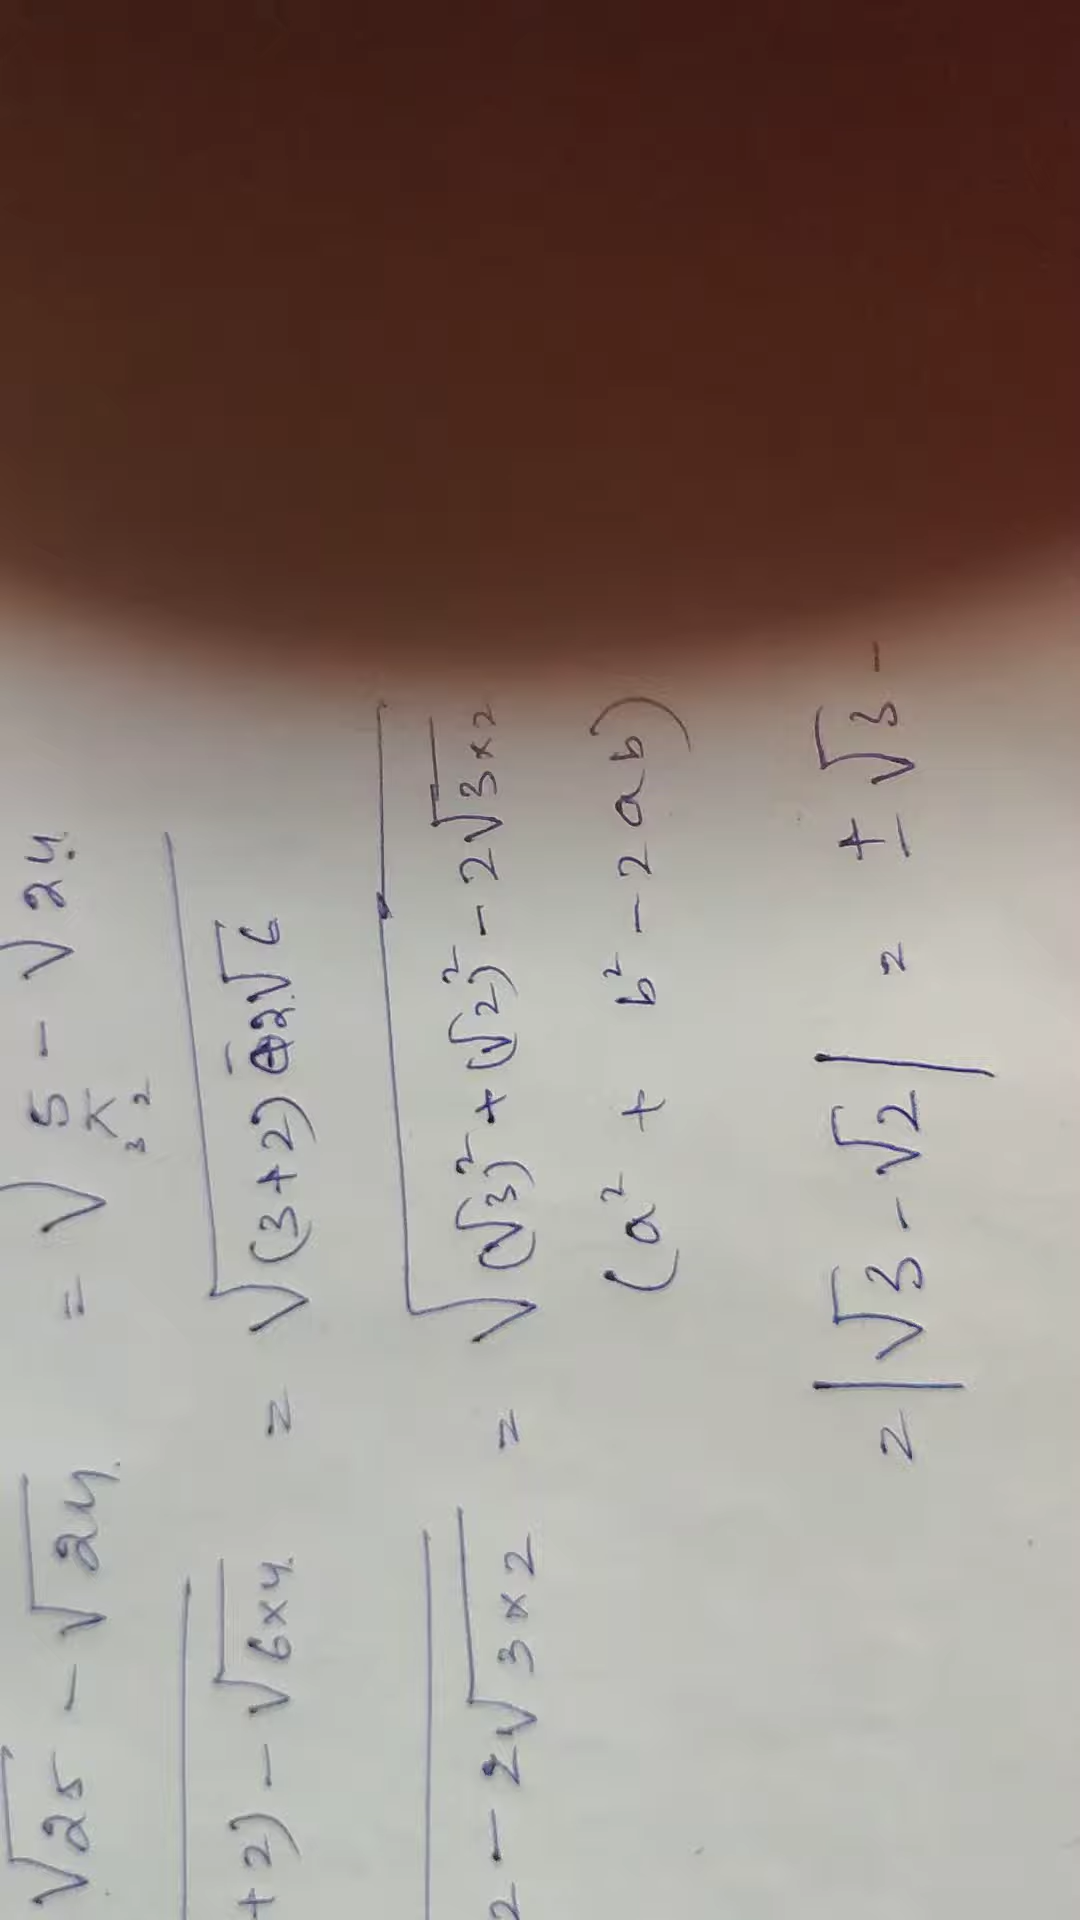 √25 - √24 = √5 - √24
3 2
+2) - √6×4 = √(3+2) - 2√6
2 - 2√3×2 = √(√3)² + (√2)² - 2√3×2
(a² + b² - 2ab)
= |√3 - √2| = ± √3 -